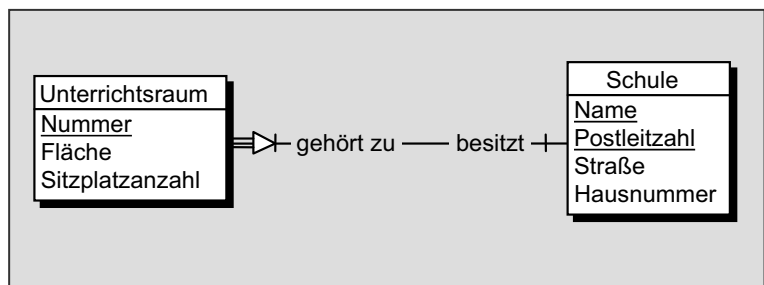 Unterrichtsraum
Nummer
Fläche
Sitzplatzanzahl
gehört zu
besitzt
Schule
Name
Postleitzahl
Straße
Hausnummer